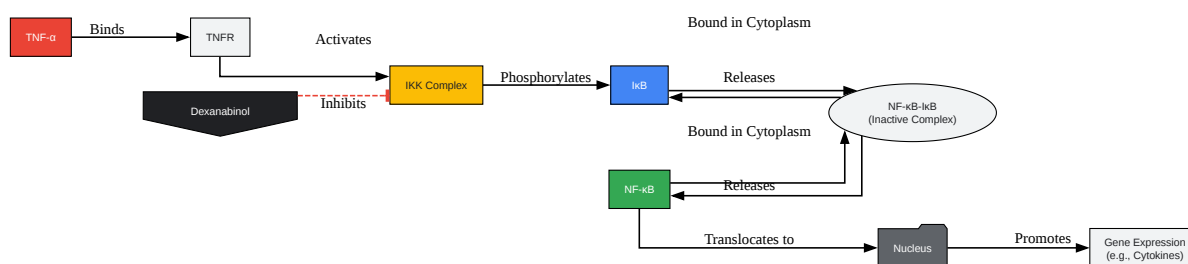 Bound in Cytoplasm
TNF-α
Binds
TNFR
Activates
IKK Complex
Phosphorylates
IκB
Releases
Dexanabinol
Inhibits
NF-κB-IκB
(Inactive Complex)
Bound in Cytoplasm
NF-κB
Releases
Translocates to
Nucleus
Promotes
Gene Expression
(e.g., Cytokines)